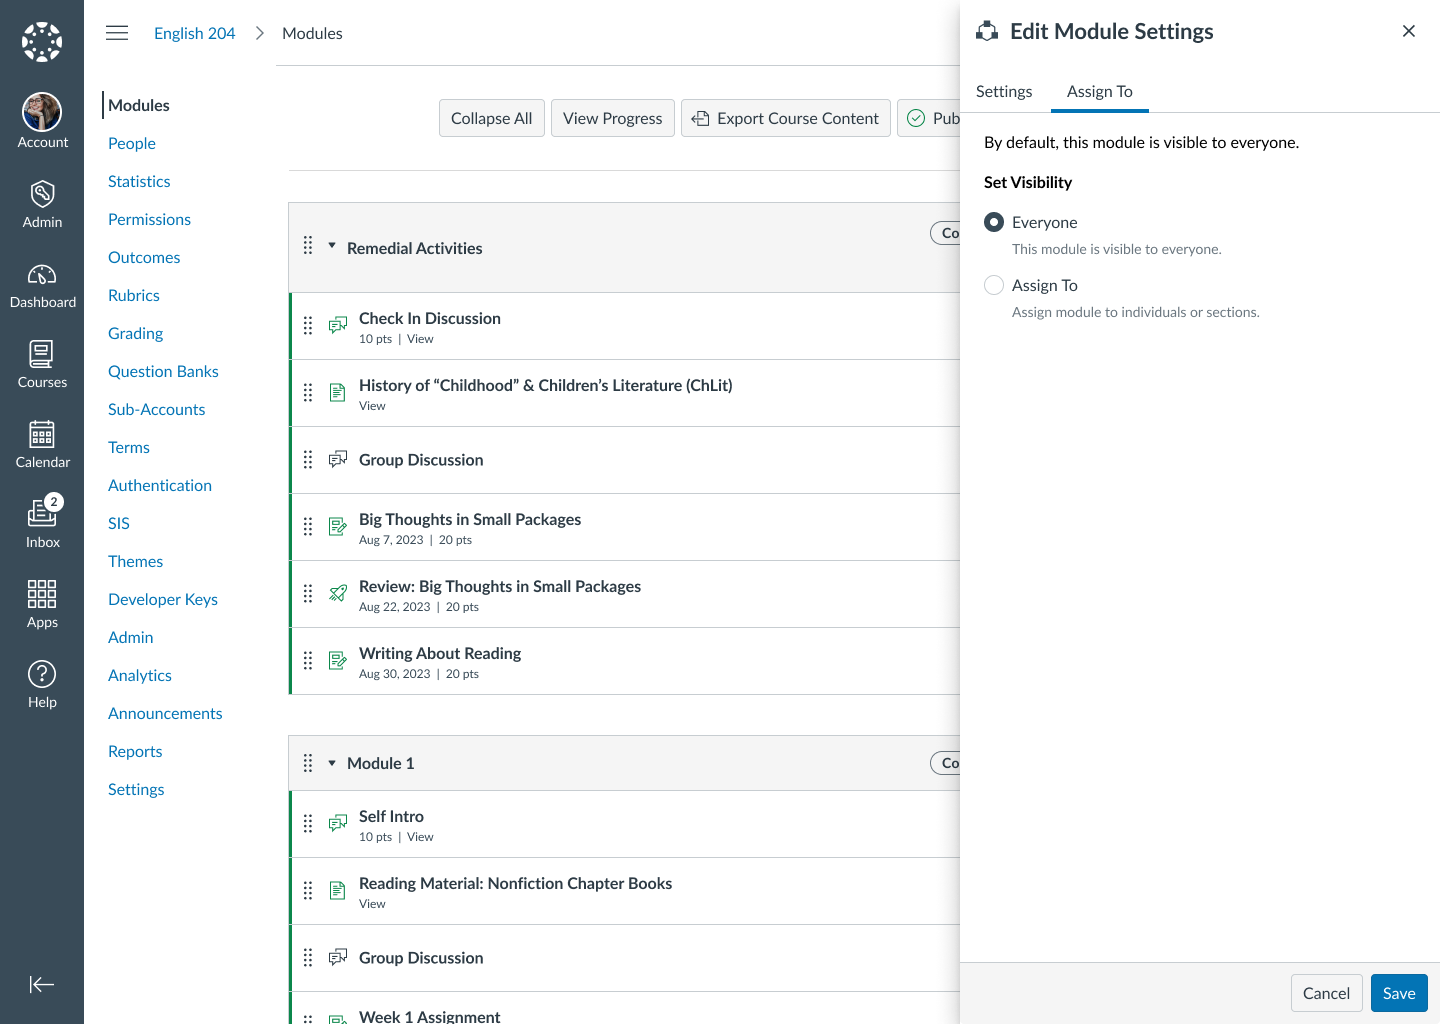 Account
Admin
Dashboard
Courses
Calendar
2
Inbox
Apps
Help
English 204
Modules
Modules
People
Statistics
Permissions
Outcomes
Rubrics
Grading
Question Banks
Sub-Accounts
Terms
Authentication
SIS
Themes
Developer Keys
Admin
Analytics
Announcements
Reports
Settings
Collapse All
View Progress
Export Course Content
Pub
Remedial Activities
Co
Check In Discussion
10 pts | View
History of “Childhood” & Children’s Literature (ChLit)
View
Group Discussion
Big Thoughts in Small Packages
Aug 7, 2023 | 20 pts
Review: Big Thoughts in Small Packages
Aug 22, 2023 | 20 pts
Writing About Reading
Aug 30, 2023 | 20 pts
Module 1
Co
Self Intro
10 pts | View
Reading Material: Nonfiction Chapter Books
View
Group Discussion
Week 1 Assignment
Edit Module Settings
Settings
Assign To
By default, this module is visible to everyone.
Set Visibility
Everyone
This module is visible to everyone.
Assign To
Assign module to individuals or sections.
Cancel
Save